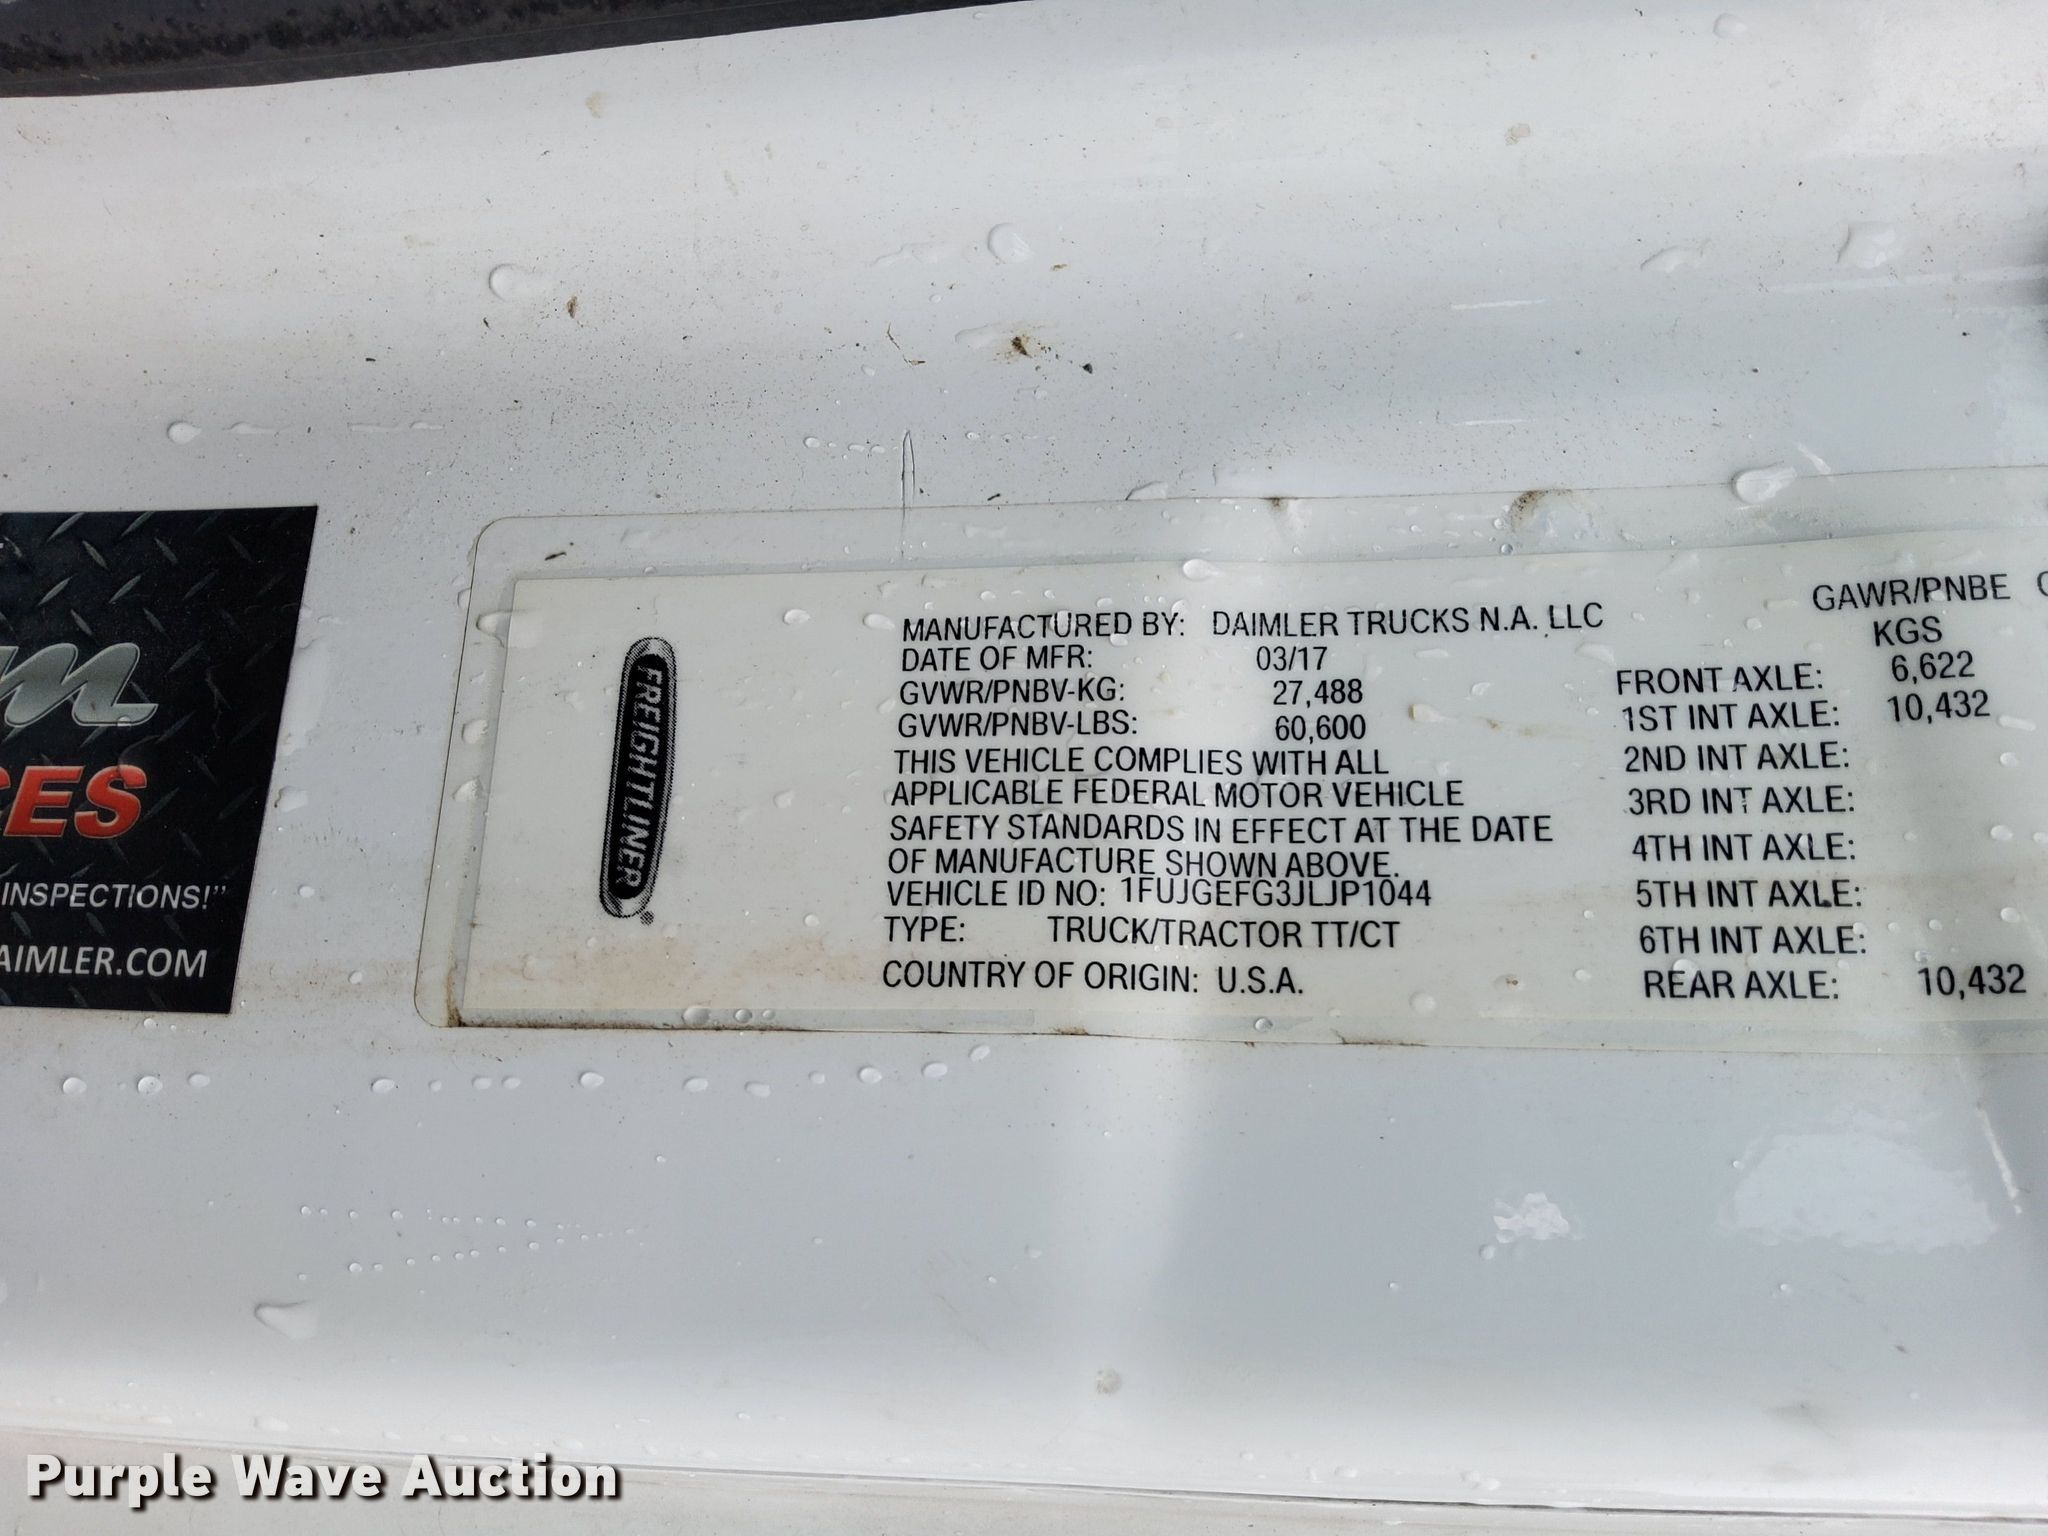 m
CES
INSPECTIONS!"
AIMLER.COM
FREIGHTLINER®
MANUFACTURED BY: DAIMLER TRUCKS N.A. LLC
DATE OF MFR: 03/17
GVWR/PNBV-KG: 27,488
GVWR/PNBV-LBS: 60,600
THIS VEHICLE COMPLIES WITH ALL
APPLICABLE FEDERAL MOTOR VEHICLE
SAFETY STANDARDS IN EFFECT AT THE DATE
OF MANUFACTURE SHOWN ABOVE.
VEHICLE ID NO: 1FUJGEFG3JLJP1044
TYPE: TRUCK/TRACTOR TT/CT
COUNTRY OF ORIGIN: U.S.A.
GAWR/PNBE
KGS
FRONT AXLE: 6,622
1ST INT AXLE: 10,432
2ND INT AXLE:
3RD INT AXLE:
4TH INT AXLE:
5TH INT AXLE:
6TH INT AXLE:
REAR AXLE: 10,432
Purple Wave Auction